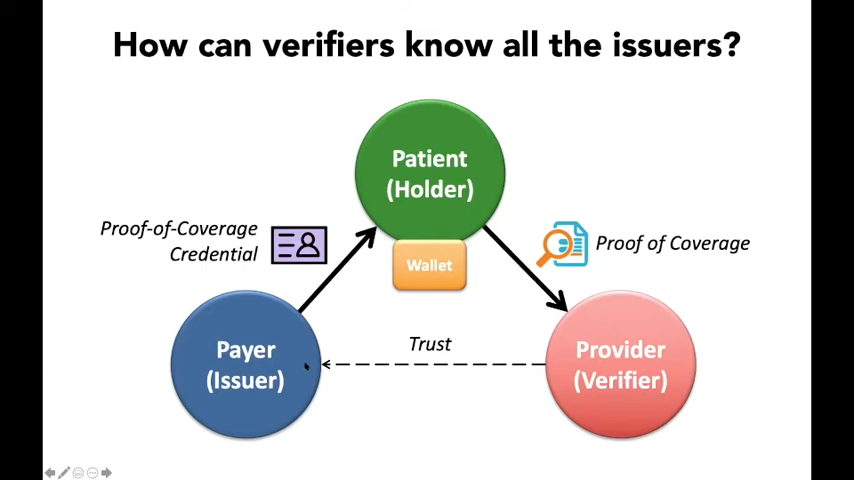 How can verifiers know all the issuers?
Patient
(Holder)
Proof-of-Coverage
Credential
Proof of Coverage
Wallet
Trust
Payer
(Issuer)
Provider
(Verifier)